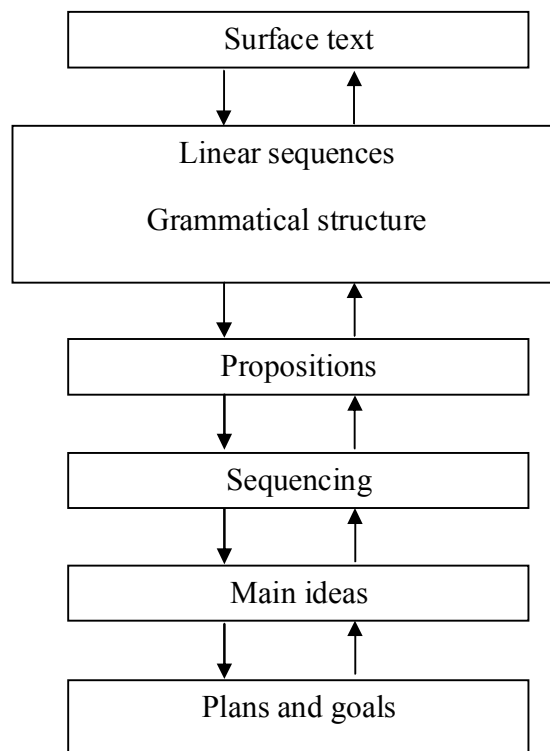 Surface text
Linear sequences
Grammatical structure
Propositions
Sequencing
Main ideas
Plans and goals